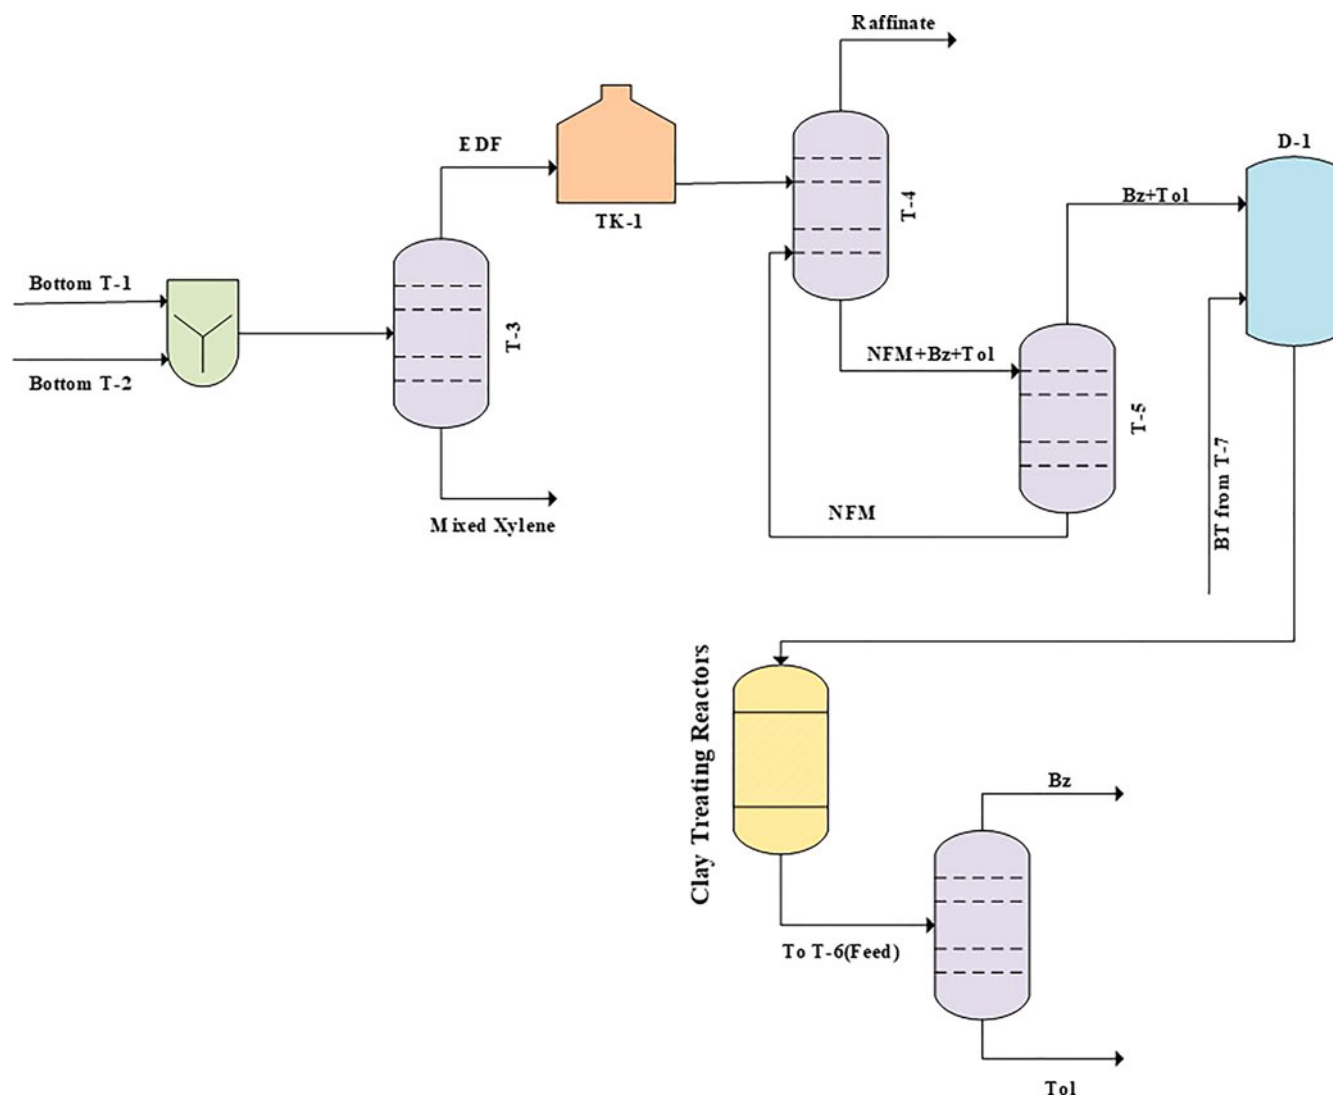 Raffinate
EDF
D-1
Bz+Tol
T-4
TK-1
Bottom T-1
T-3
NFM+Bz+Tol
Bottom T-2
T-5
BT from T-7
NFM
Mixed Xylene
Clay Treating Reactors
Bz
To T-6(Feed)
Tol